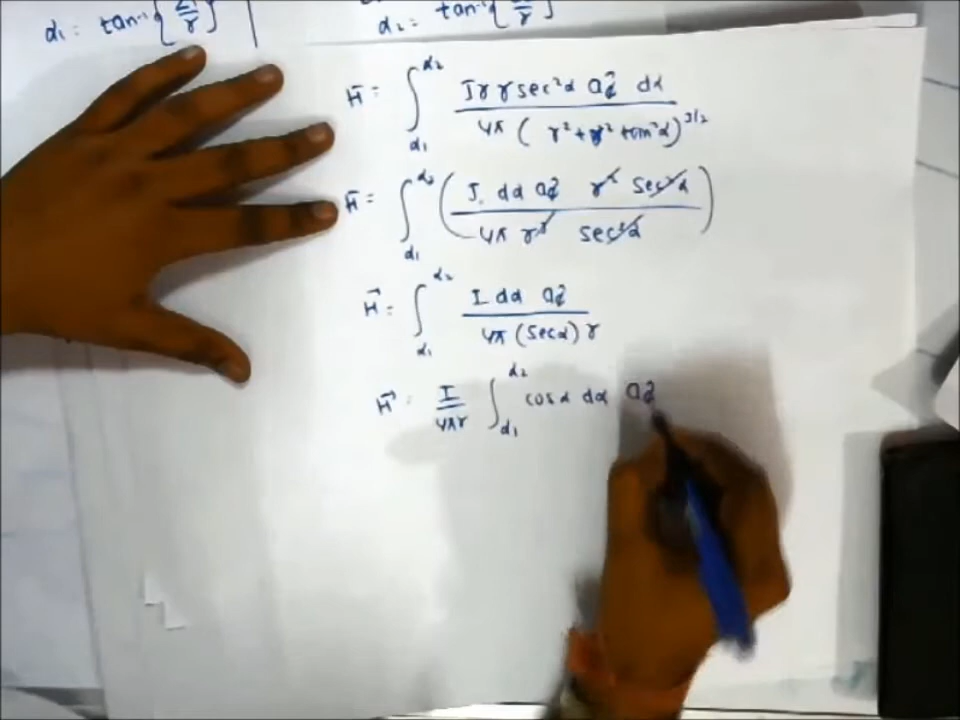 α₁ = tan⁻¹ { z₁/r } α₂ = tan⁻¹ { /r }
H̄ = ∫_{α₁}^{α₂} I r r sec²α a_φ dα / 4π ( r² + r² tan²α )^{3/2}
H̄ = ∫_{α₁}^{α₂} ( I. dα a_φ r² sec²α / 4π r³ sec³α )
H⃗ = ∫_{α₁}^{α₂} I dα a_φ / 4π (secα) r
H⃗ = I/4πr ∫_{α₁}^{α₂} cosα dα a_φ